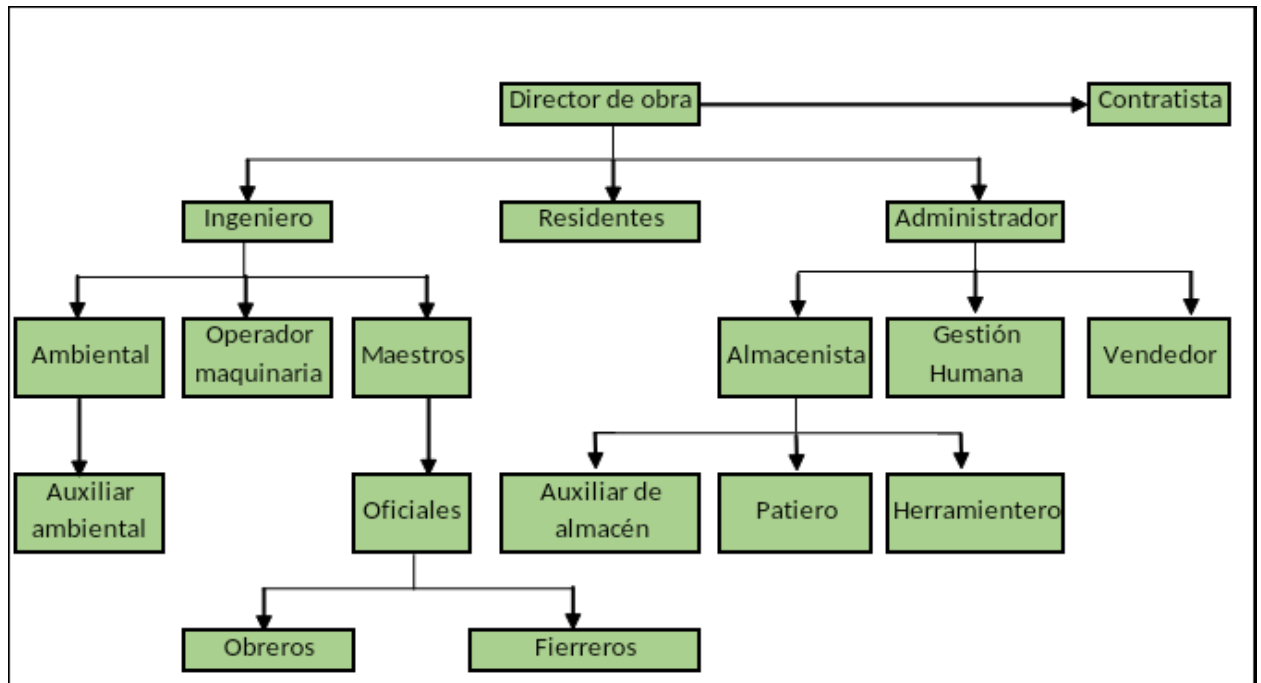 Director de obra
Contratista
Ingeniero
Residentes
Administrador
Ambiental
Operador
maquinaria
Maestros
Almacenista
Gestión
Humana
Vendedor
Auxiliar
ambiental
Oficiales
Auxiliar de
almacén
Patiero
Herramientero
Obreros
Fierreros